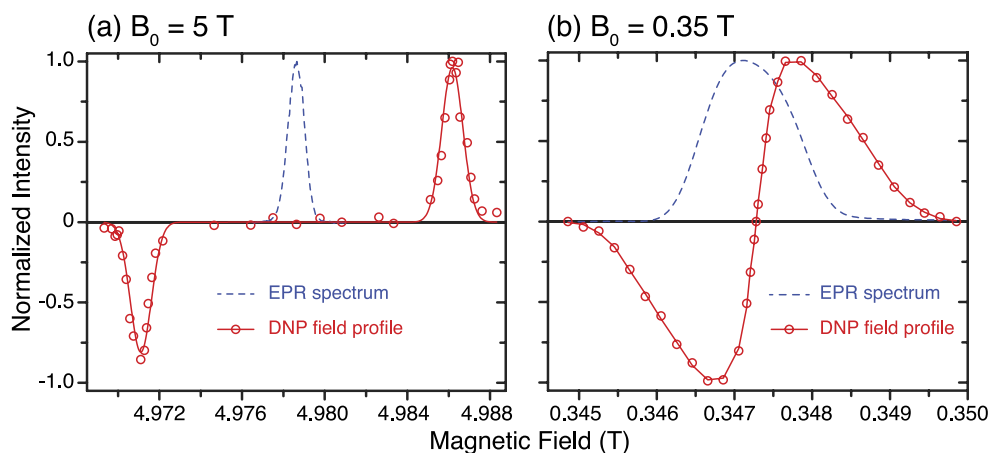 (a) B0 = 5 T
(b) B0 = 0.35 T
Normalized Intensity
1.0
0.5
0
-0.5
-1.0
EPR spectrum
DNP field profile
EPR spectrum
DNP field profile
4.972
4.976
4.980
4.984
4.988
0.345
0.346
0.347
0.348
0.349
0.350
Magnetic Field (T)